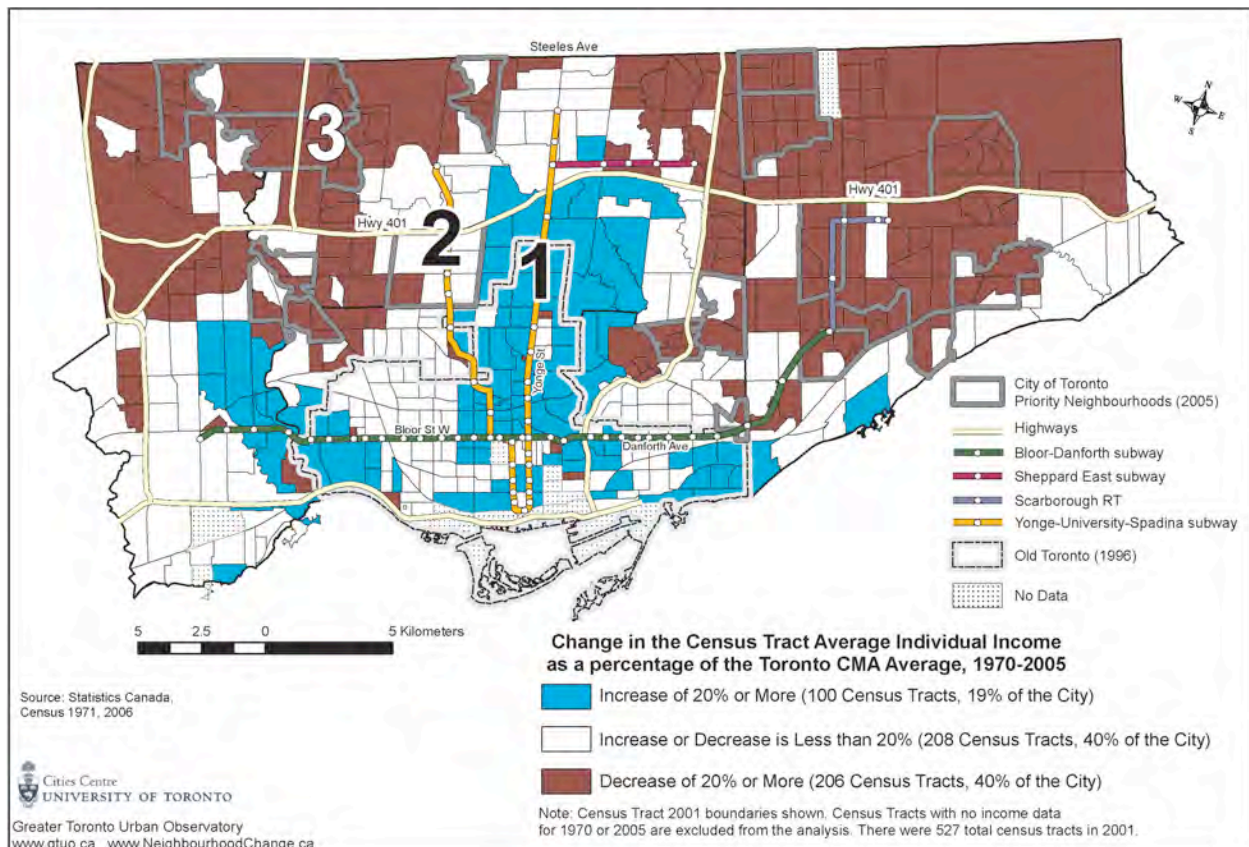 Steeles Ave
N
W
E
S
3
Hwy 401
2
1
Hwy 401
Yonge St
Bloor St W
Danforth Ave
City of Toronto
Priority Neighbourhoods (2005)
Highways
Bloor-Danforth subway
Sheppard East subway
Scarborough RT
Yonge-University-Spadina subway
Old Toronto (1996)
No Data
5 2.5 0 5 Kilometers
Change in the Census Tract Average Individual Income
as a percentage of the Toronto CMA Average, 1970-2005
Increase of 20% or More (100 Census Tracts, 19% of the City)
Increase or Decrease is Less than 20% (208 Census Tracts, 40% of the City)
Decrease of 20% or More (206 Census Tracts, 40% of the City)
Note: Census Tract 2001 boundaries shown. Census Tracts with no income data
for 1970 or 2005 are excluded from the analysis. There were 527 total census tracts in 2001.
Source: Statistics Canada,
Census 1971, 2006
Cities Centre
UNIVERSITY OF TORONTO
Greater Toronto Urban Observatory
www.gtuo.ca www.NeighbourhoodChange.ca